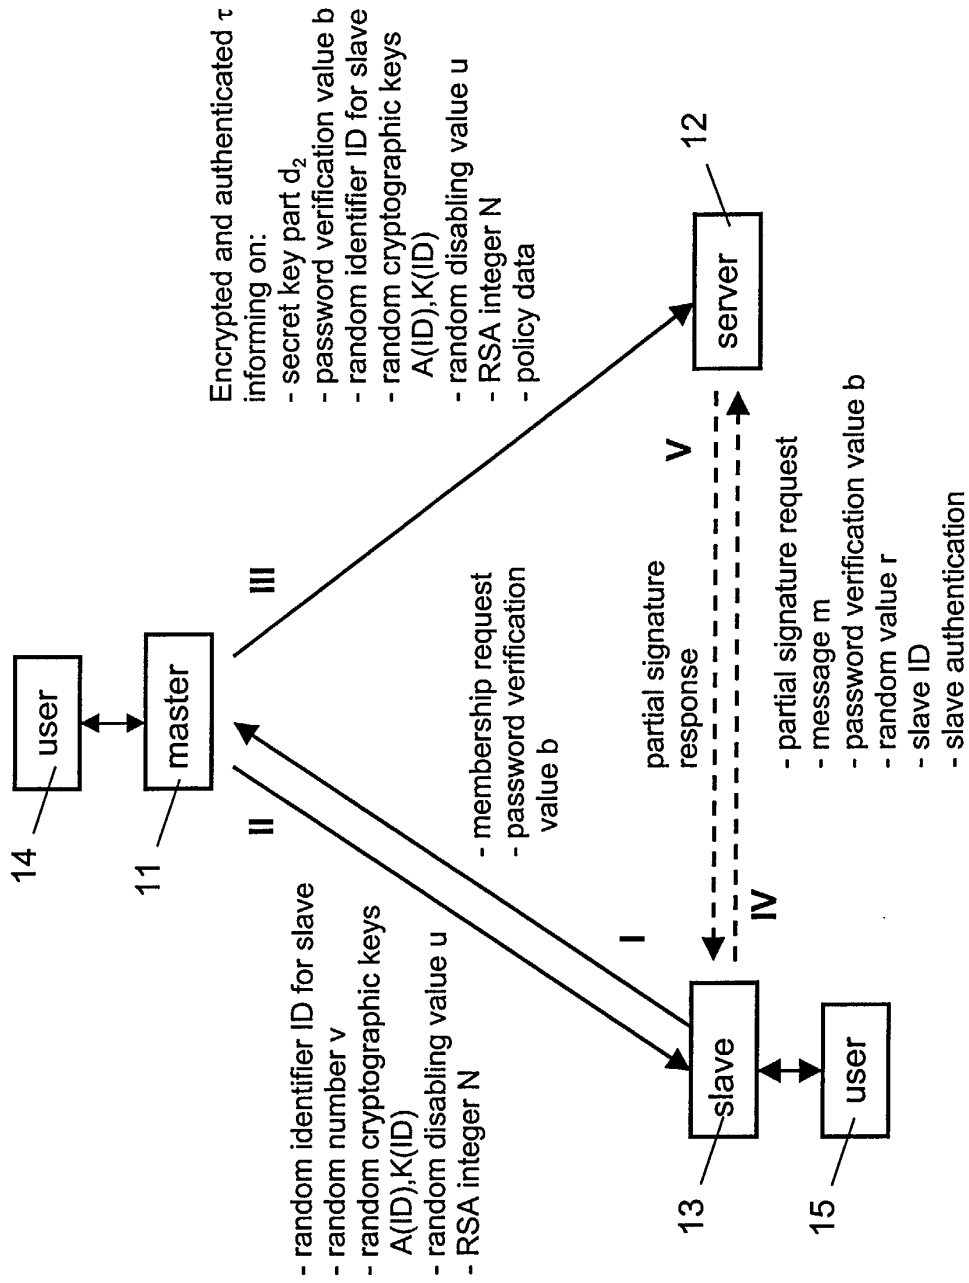 Encrypted and authenticated τ
informing on:
- secret key part d₂
- password verification value b
- random identifier ID for slave
- random cryptographic keys
A(ID),K(ID)
- random disabling value u
- RSA integer N
- policy data
14
user
11
master
III
II
12
server
- random identifier ID for slave
- random number v
- random cryptographic keys
A(ID),K(ID)
- random disabling value u
- RSA integer N
- membership request
- password verification
value b
I
partial signature
response
V
IV
- partial signature request
- message m
- password verification value b
- random value r
- slave ID
- slave authentication
13
slave
15
user